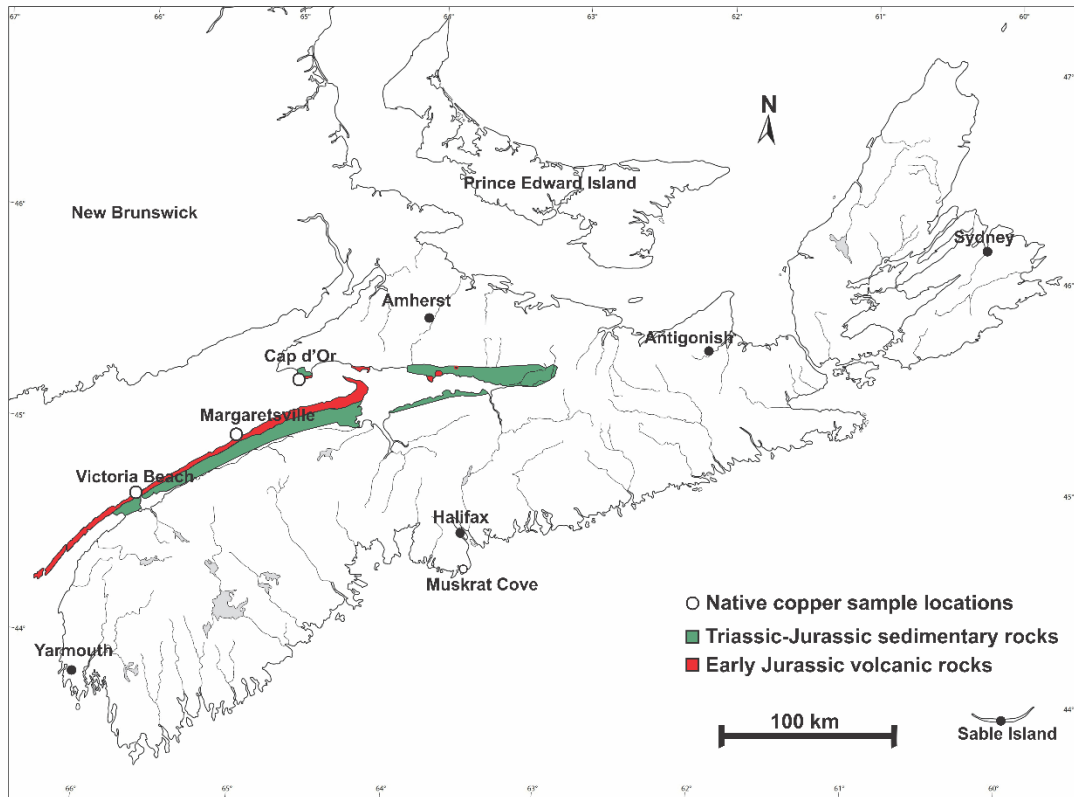 67° 66° 65° 64° 63° 62° 61° 60°
47°
N
Prince Edward Island
46°
New Brunswick
Sydney
46°
Amherst
Antigonish
Cap d'Or
45°
Margaretsville
Victoria Beach
Halifax
45°
Muskrat Cove
Native copper sample locations
44°
Triassic-Jurassic sedimentary rocks
Yarmouth
Early Jurassic volcanic rocks
44°
100 km
Sable Island
66° 65° 64° 63° 62° 61° 60°